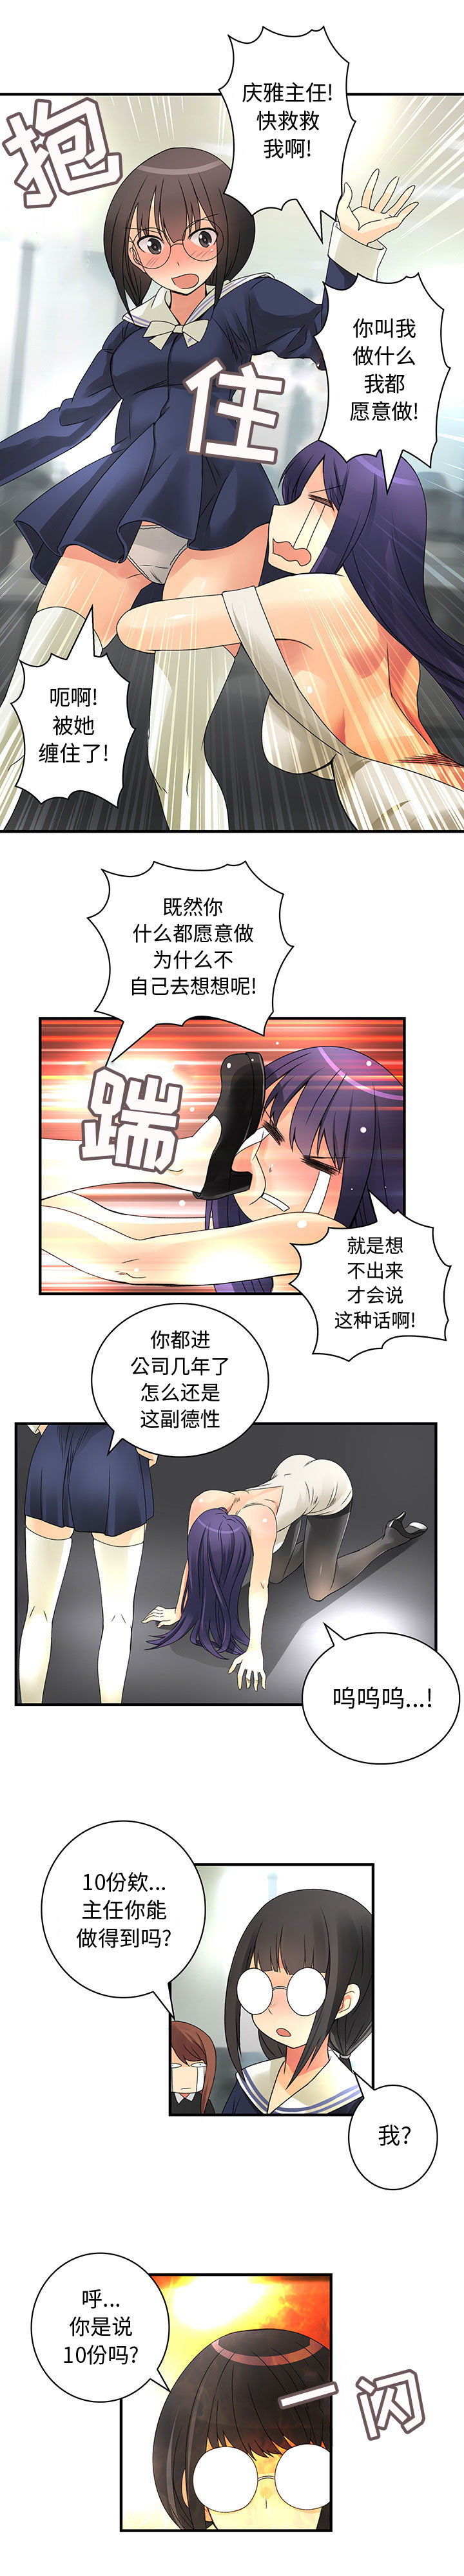 抱
庆雅主任!
快救救
我啊!
你叫我
做什么
我都
愿意做!
住
呃啊!
被她
缠住了!
既然你
什么都愿意做
为什么不
自己去想想呢!
踹
就是想
不出来
才会说
这种话啊!
你都进
公司几年了
怎么还是
这副德性
呜呜呜...!
10份欸...
主任你能
做得到吗?
我?
呼...
你是说
10份吗?
一闪